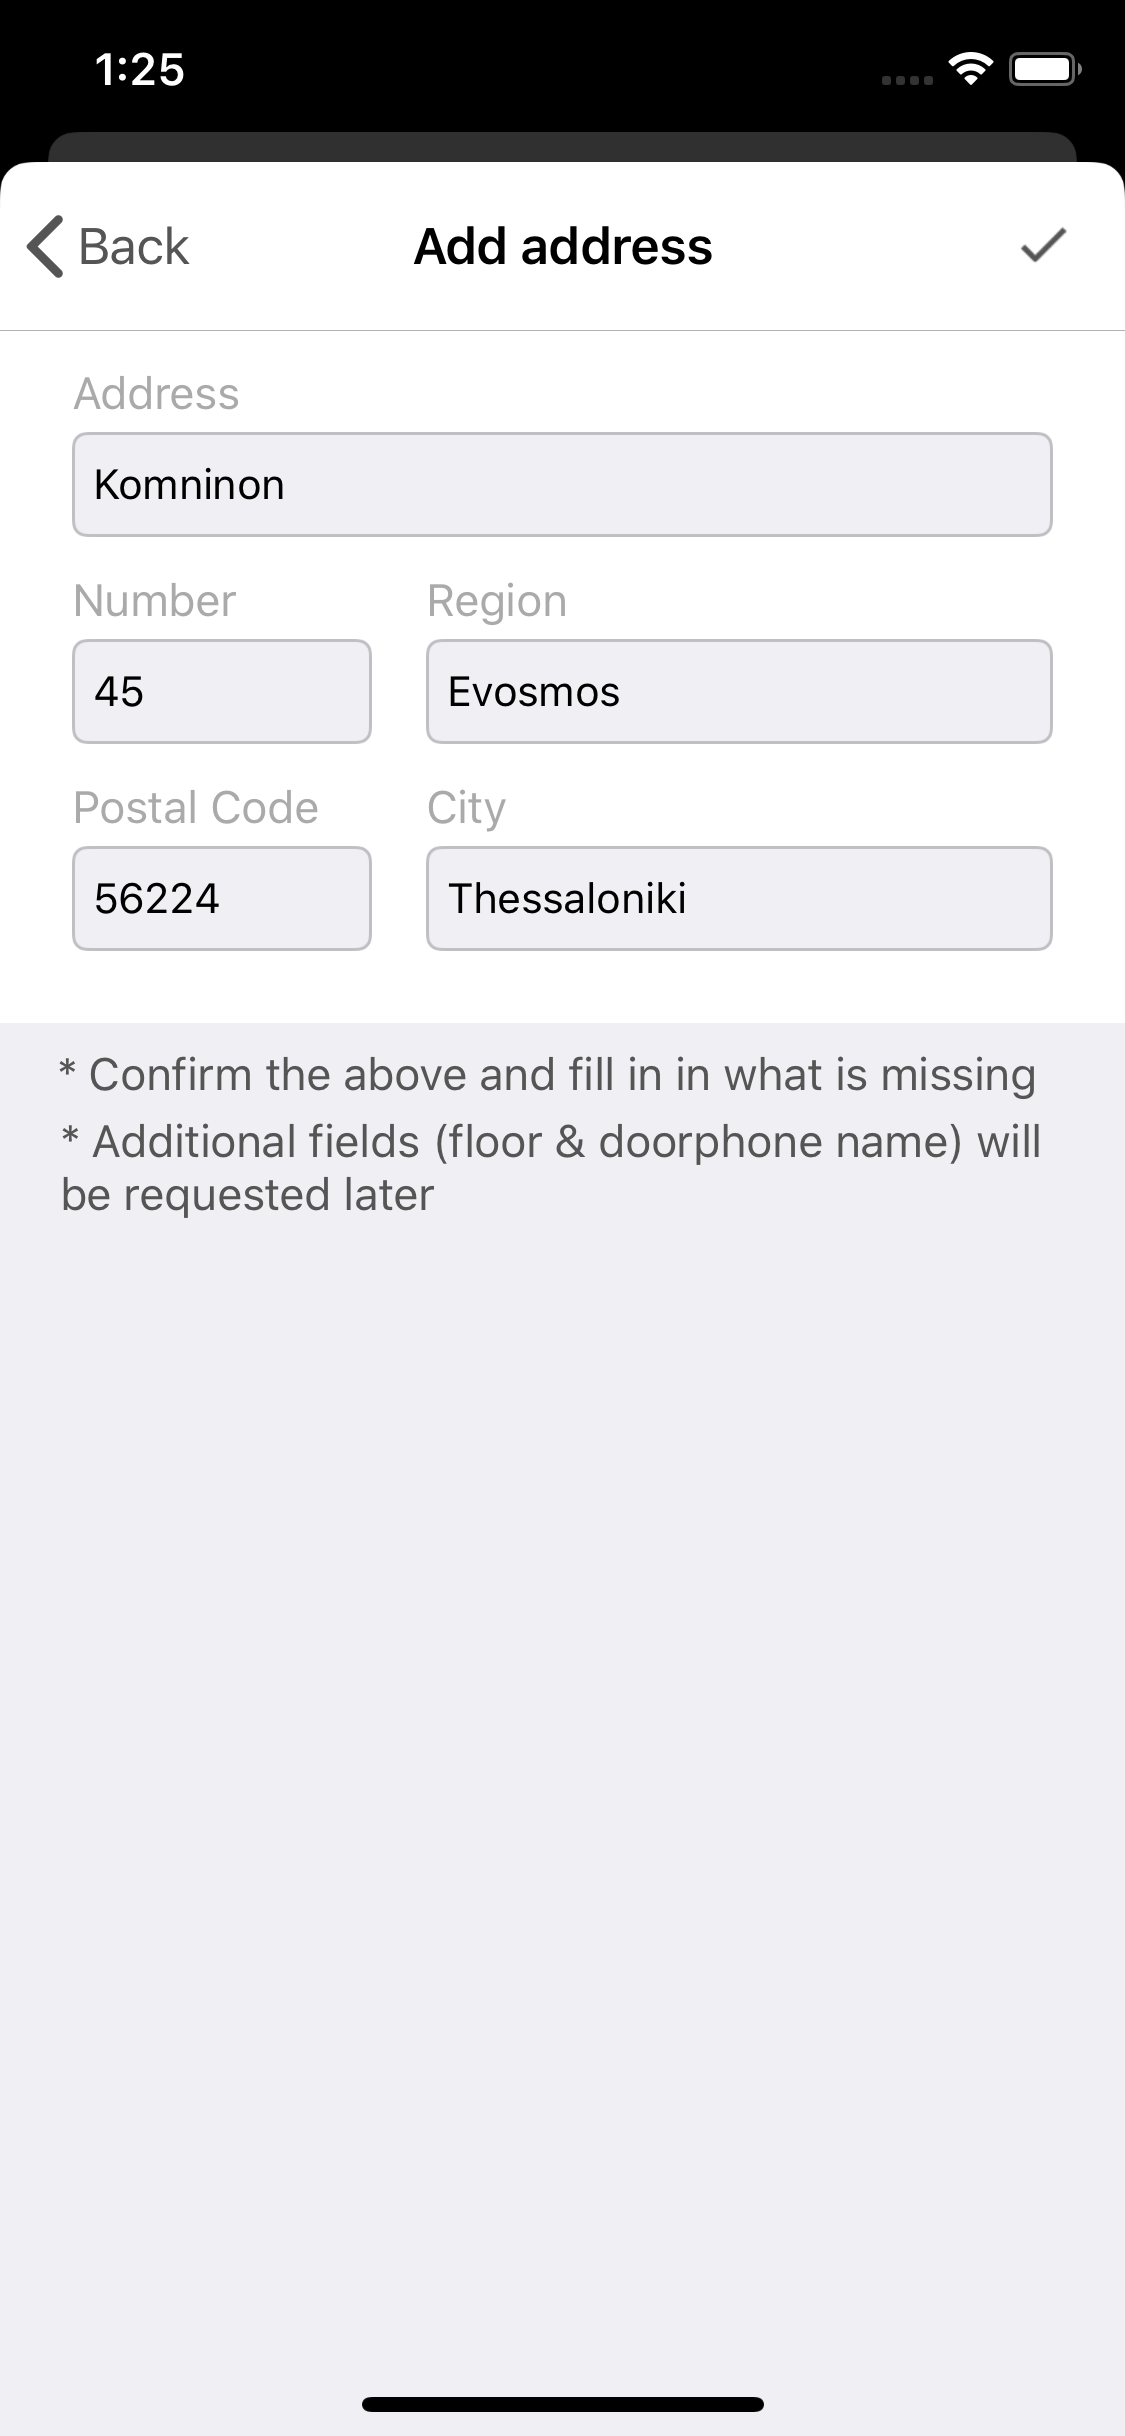 1:25
Back
Add address
Address
Komninon
Number
Region
45
Evosmos
Postal Code
City
56224
Thessaloniki
* Confirm the above and fill in in what is missing
* Additional fields (floor & doorphone name) will
be requested later